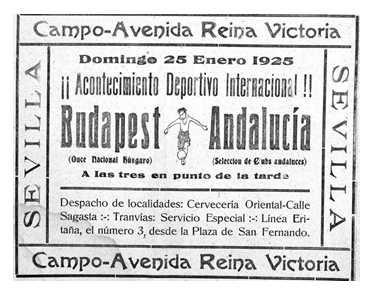 Campo-Avenida Reina Victoria
SEVILLA
Domingo 25 Enero 1925
¡¡ Acontecimiento Deportivo Internacional !!
Budapest Andalucía
(Once Nacional Húngaro) (Seleccion de Clubs andaluces)
A las tres en punto de la tarde
Despacho de localidades: Cervecería Oriental-Calle
Sagasta :-: Tranvías: Servicio Especial :-: Línea Eri-
taña, el número 3, desde la Plaza de San Fernando.
SEVILLA
Campo-Avenida Reina Victoria